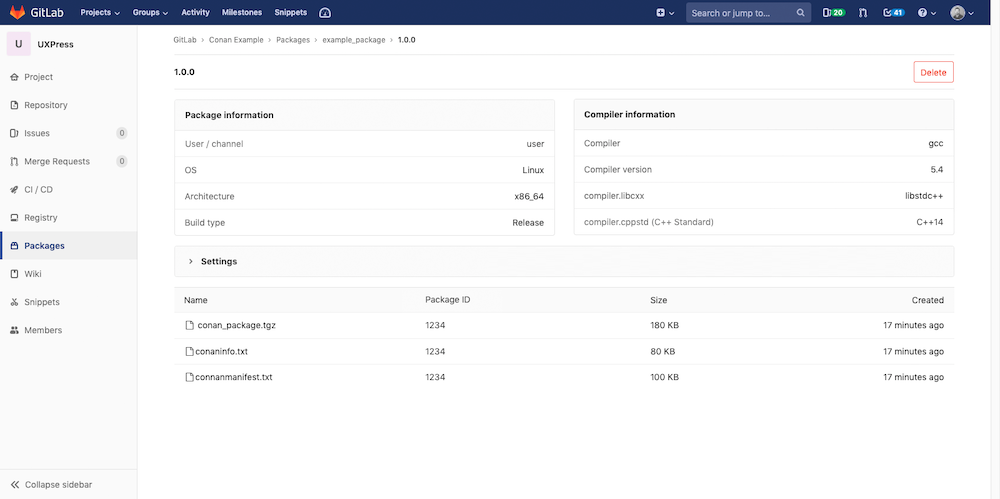 GitLab Projects Groups Activity Milestones Snippets Search or jump to... 20 41
U UXPress
GitLab > Conan Example > Packages > example_package > 1.0.0
Project
Repository
Issues 0
Merge Requests 0
CI / CD
Registry
Packages
Wiki
Snippets
Members
Collapse sidebar
1.0.0 Delete
Package information
User / channel user
OS Linux
Architecture x86_64
Build type Release
Compiler information
Compiler gcc
Compiler version 5.4
compiler.libcxx libstdc++
compiler.cppstd (C++ Standard) C++14
> Settings
Name Package ID Size Created
conan_package.tgz 1234 180 KB 17 minutes ago
conaninfo.txt 1234 80 KB 17 minutes ago
connanmanifest.txt 1234 100 KB 17 minutes ago